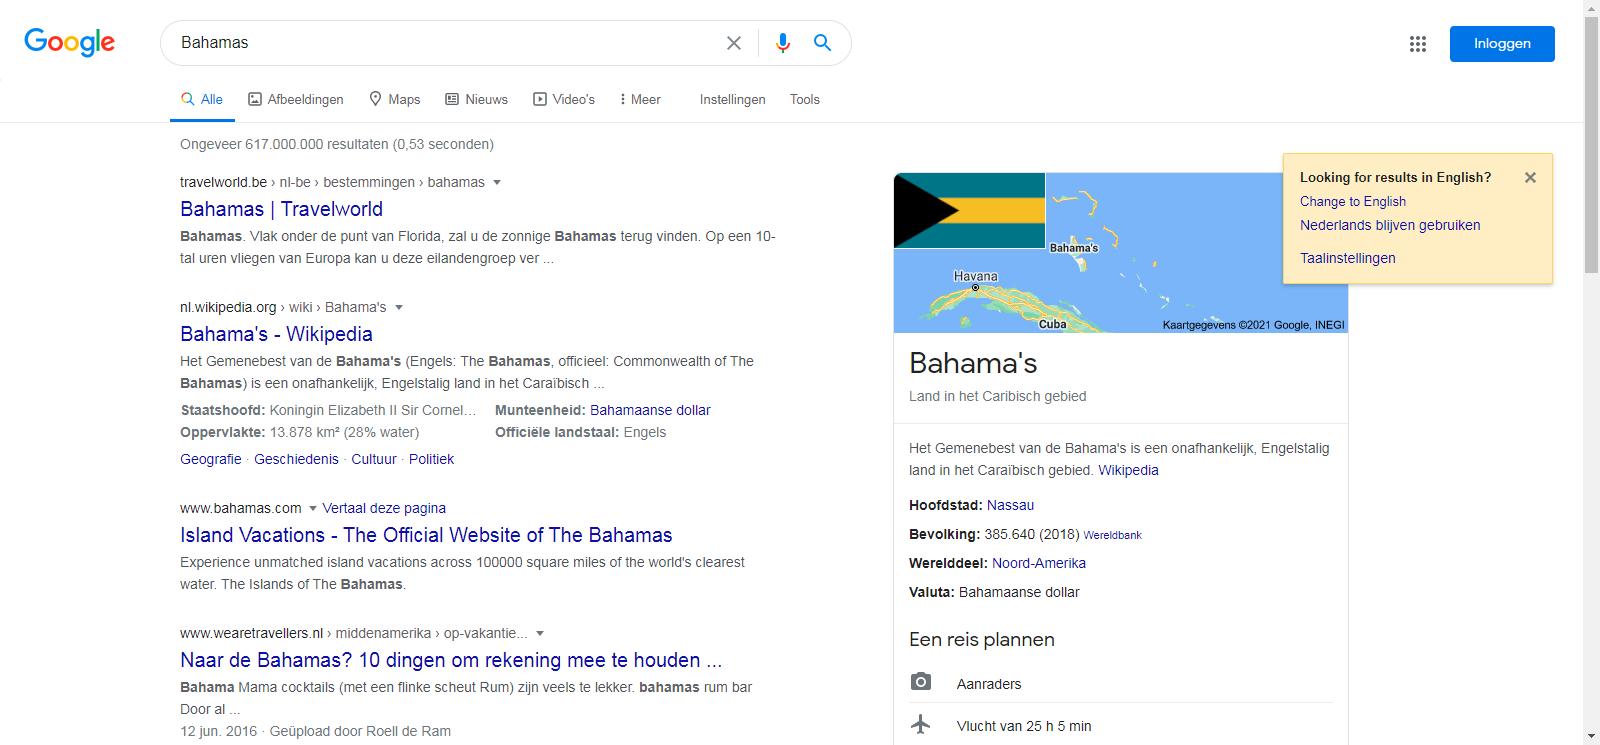 Google
Bahamas
Inloggen
Alle
Afbeeldingen
Maps
Nieuws
Video's
Meer
Instellingen
Tools
Ongeveer 617.000.000 resultaten (0,53 seconden)
travelworld.be › nl-be › bestemmingen › bahamas
Bahamas | Travelworld
Bahamas. Vlak onder de punt van Florida, zal u de zonnige Bahamas terug vinden. Op een 10-
tal uren vliegen van Europa kan u deze eilandengroep ver ...
nl.wikipedia.org › wiki › Bahama's
Bahama's - Wikipedia
Het Gemenebest van de Bahama's (Engels: The Bahamas, officieel: Commonwealth of The
Bahamas) is een onafhankelijk, Engelstalig land in het Caraïbisch ...
Staatshoofd: Koningin Elizabeth II Sir Cornel...
Munteenheid: Bahamaanse dollar
Oppervlakte: 13.878 km² (28% water)
Officiële landstaal: Engels
Geografie · Geschiedenis · Cultuur · Politiek
www.bahamas.com Vertaal deze pagina
Island Vacations - The Official Website of The Bahamas
Experience unmatched island vacations across 100000 square miles of the world's clearest
water. The Islands of The Bahamas.
www.wearetravellers.nl › middenamerika › op-vakantie...
Naar de Bahamas? 10 dingen om rekening mee te houden ...
Bahama Mama cocktails (met een flinke scheut Rum) zijn veels te lekker. bahamas rum bar
Door al ...
12 jun. 2016 · Geüpload door Roell de Ram
Bahama's
Havana
Cuba
Kaartgegevens ©2021 Google, INEGI
Looking for results in English?
Change to English
Nederlands blijven gebruiken
Taalinstellingen
Bahama's
Land in het Caribisch gebied
Het Gemenebest van de Bahama's is een onafhankelijk, Engelstalig
land in het Caraïbisch gebied. Wikipedia
Hoofdstad: Nassau
Bevolking: 385.640 (2018) Wereldbank
Werelddeel: Noord-Amerika
Valuta: Bahamaanse dollar
Een reis plannen
Aanraders
Vlucht van 25 h 5 min